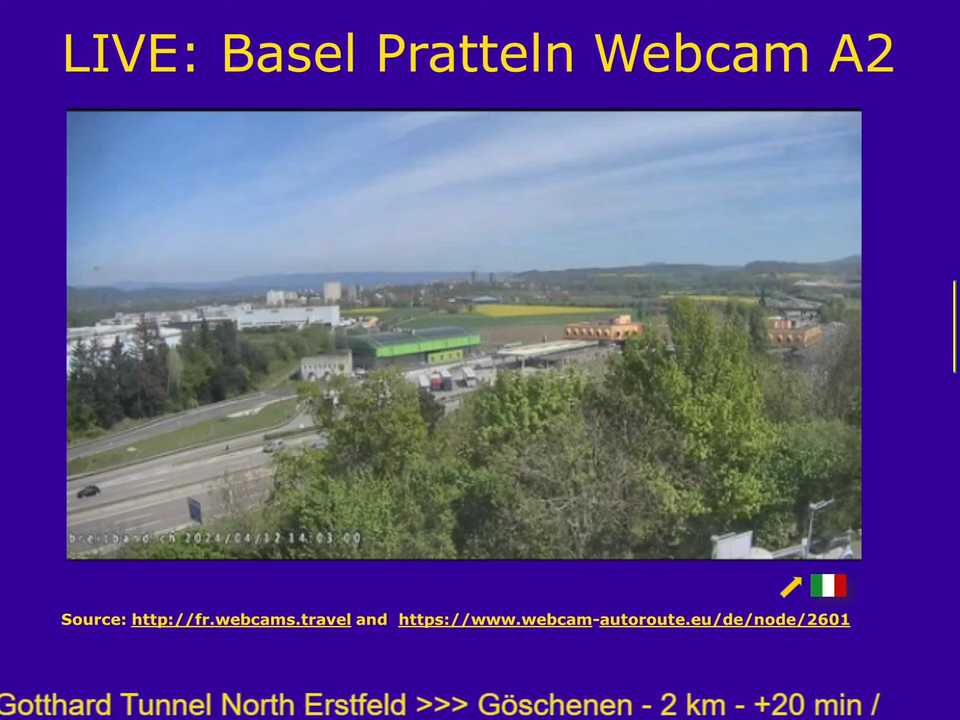 LIVE: Basel Pratteln Webcam A2
breitband.ch 2024/04/12 14:03:00
Source: http://fr.webcams.travel and https://www.webcam-autoroute.eu/de/node/2601
Gotthard Tunnel North Erstfeld >>> Göschenen - 2 km - +20 min /